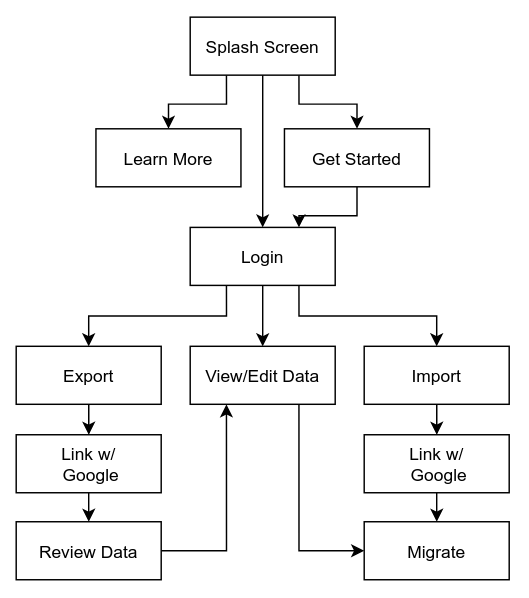 Splash Screen
Learn More
Get Started
Login
Export
View/Edit Data
Import
Link w/
Google
Link w/
Google
Review Data
Migrate